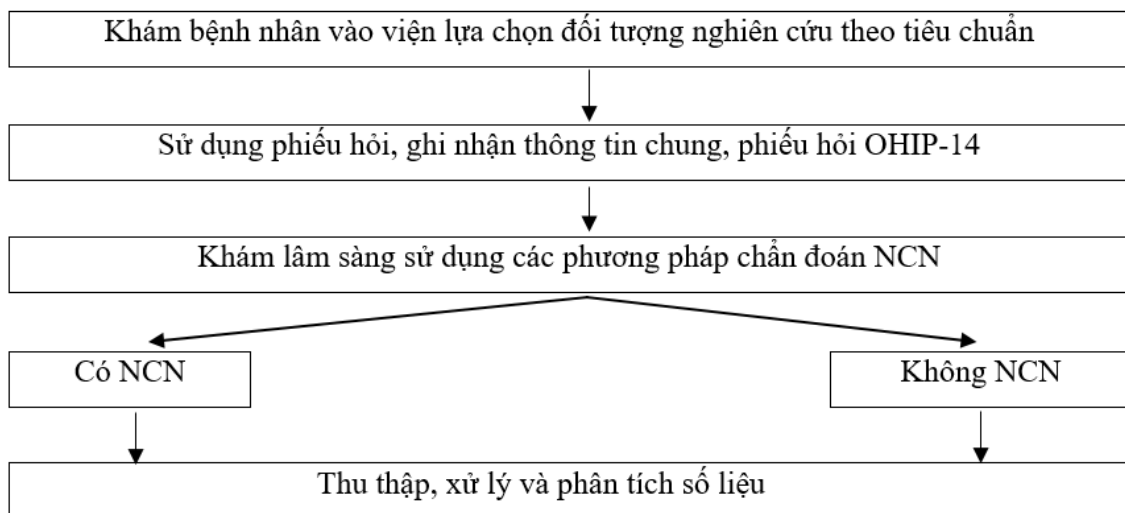 Khám bệnh nhân vào viện lựa chọn đối tượng nghiên cứu theo tiêu chuẩn
Sử dụng phiếu hỏi, ghi nhận thông tin chung, phiếu hỏi OHIP-14
Khám lâm sàng sử dụng các phương pháp chẩn đoán NCN
Có NCN
Không NCN
Thu thập, xử lý và phân tích số liệu